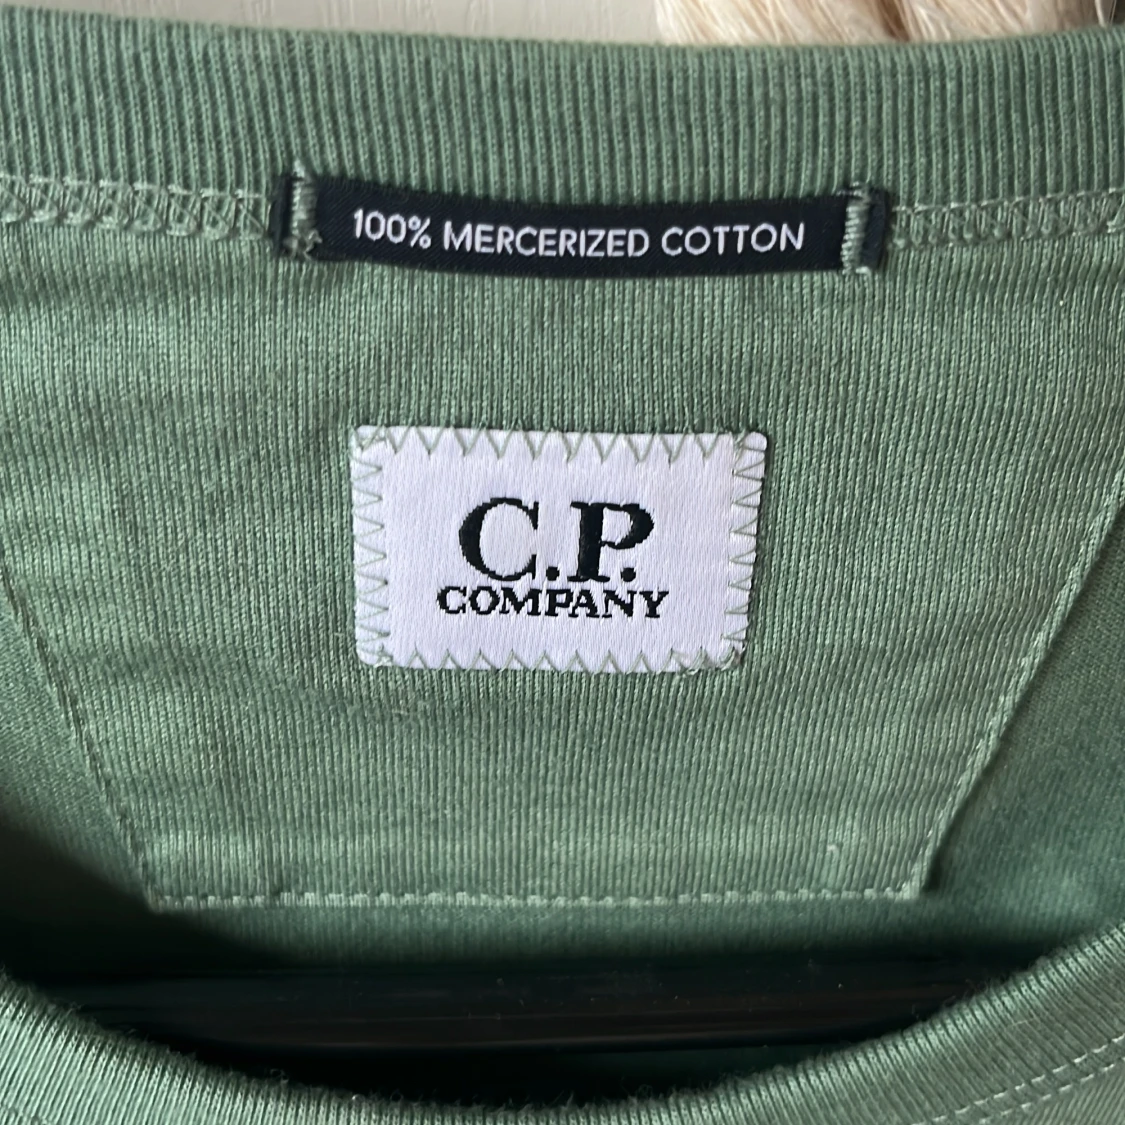 100% MERCERIZED COTTON
C.P.
COMPANY